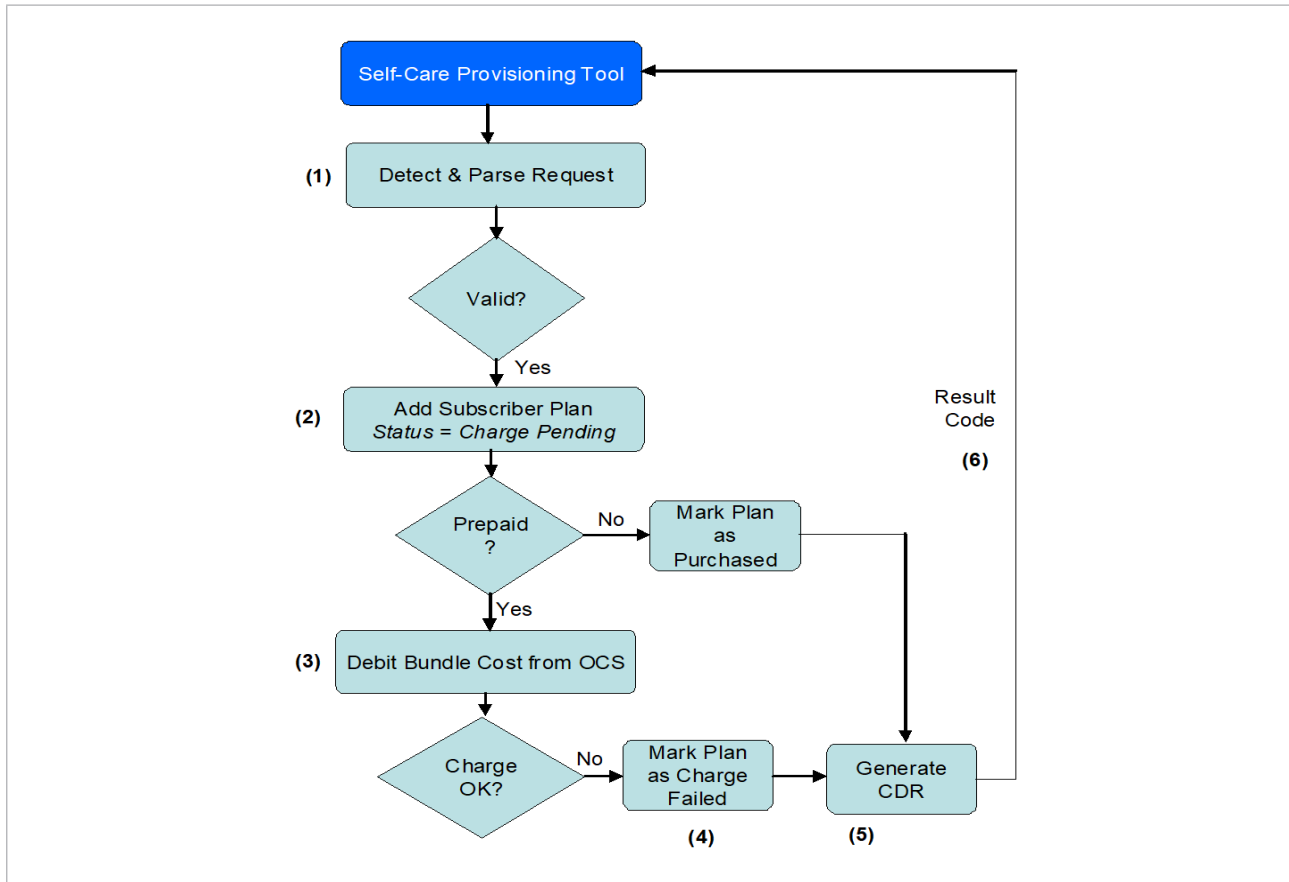 Self-Care Provisioning Tool
(1)
Detect & Parse Request
Valid?
Yes
(2)
Add Subscriber Plan
Status = Charge Pending
Result
Code
(6)
Prepaid
?
No
Mark Plan
as
Purchased
Yes
(3)
Debit Bundle Cost from OCS
Charge
OK?
No
Mark Plan
as Charge
Failed
(4)
Generate
CDR
(5)